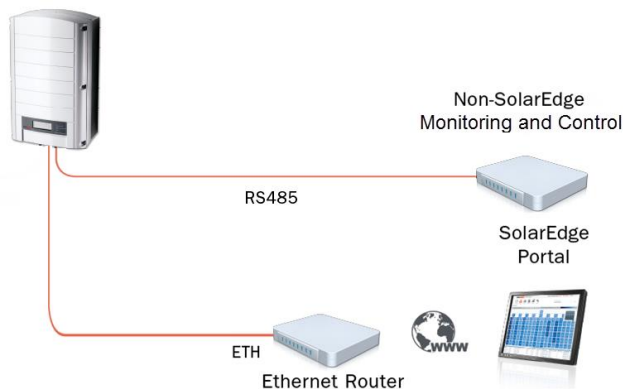 Non-SolarEdge
Monitoring and Control
RS485
SolarEdge
Portal
WWW
ETH
Ethernet Router